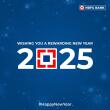 HDFC BANK
WISHING YOU A REWARDING NEW YEAR
2025
#HappyNewYear.